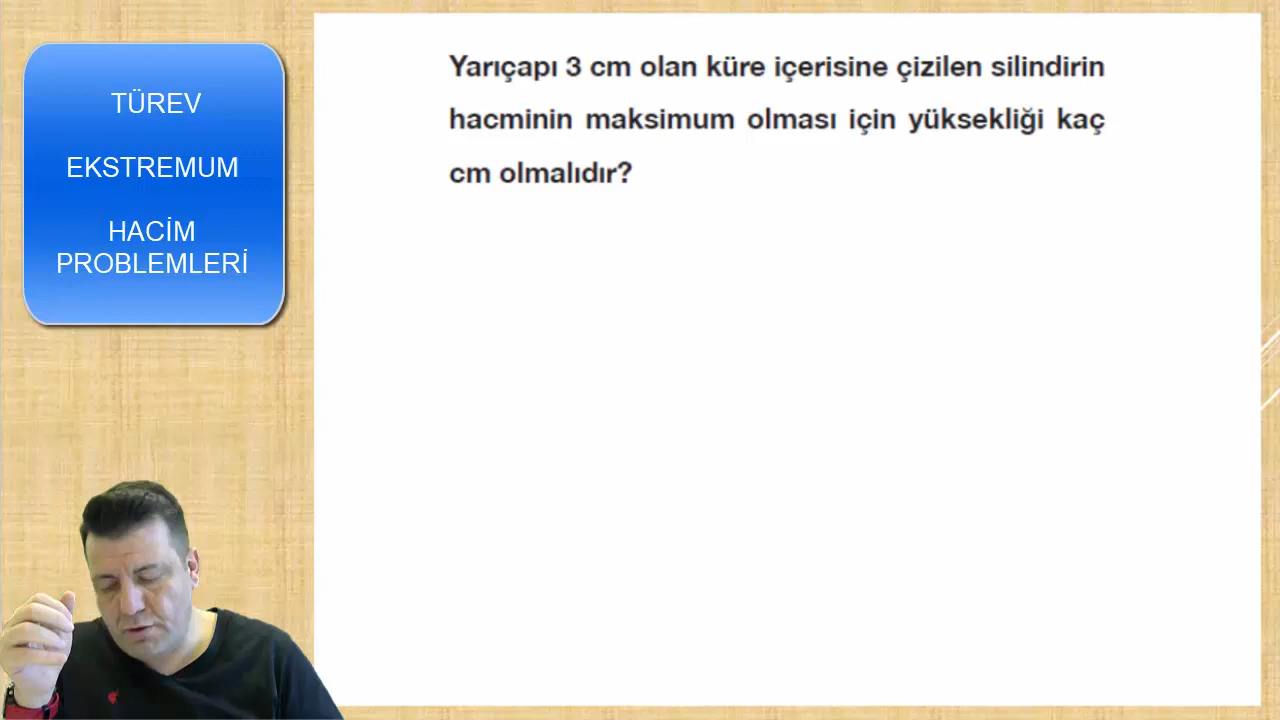 TÜREV
EKSTREMUM
HACİM
PROBLEMLERİ
Yarıçapı 3 cm olan küre içerisine çizilen silindirin
hacminin maksimum olması için yüksekliği kaç
cm olmalıdır?